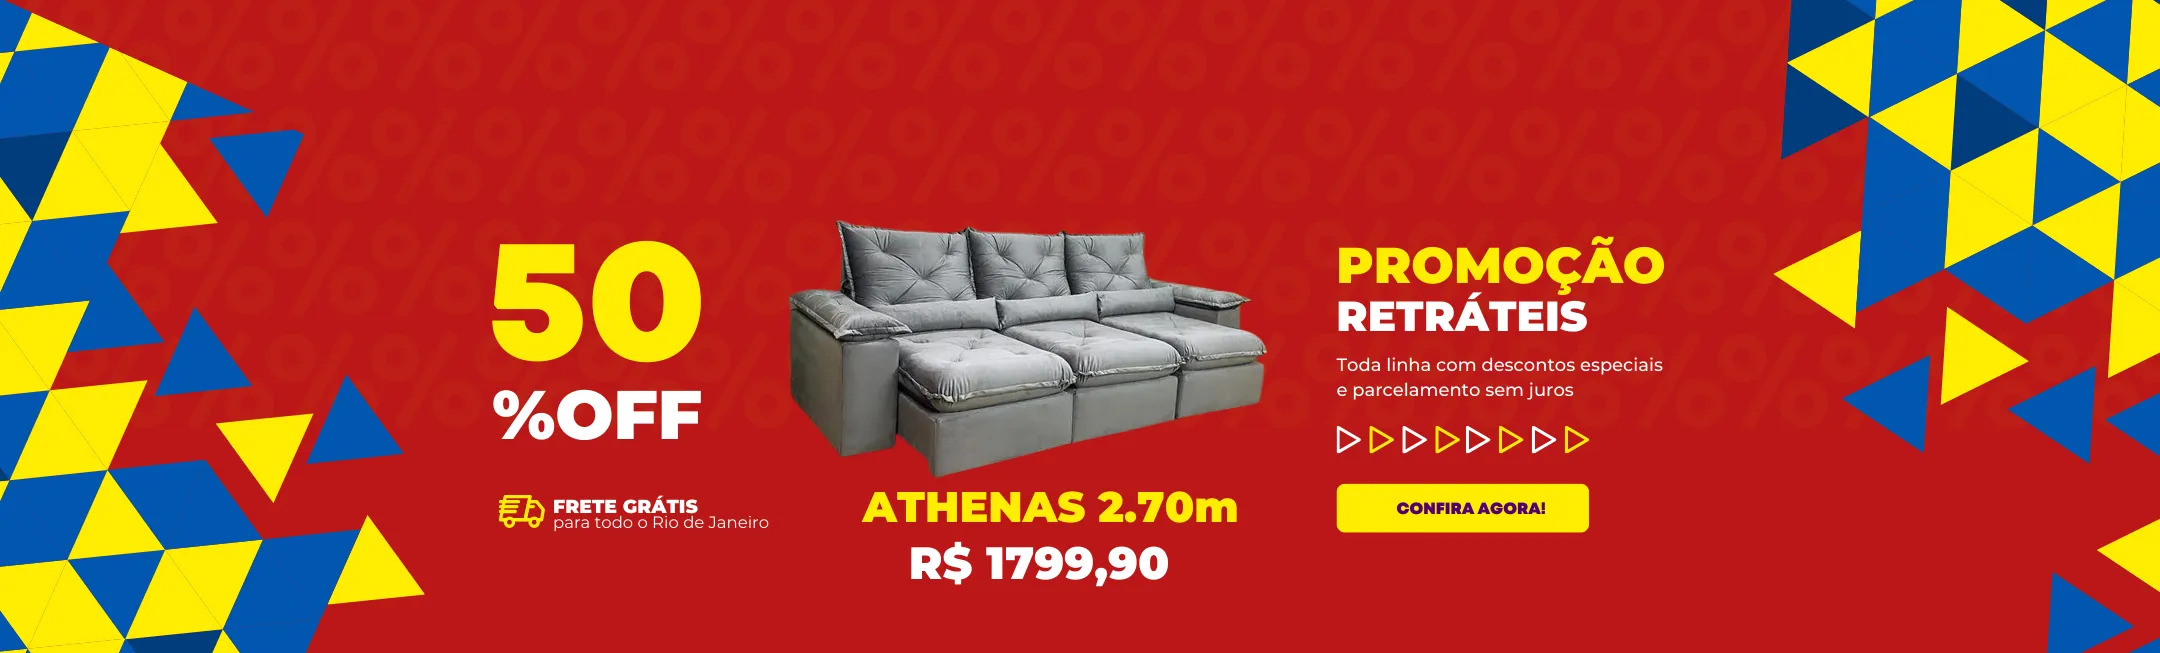 50
%OFF
FRETE GRÁTIS
para todo o Rio de Janeiro
ATHENAS 2.70m
R$ 1799,90
PROMOÇÃO
RETRÁTEIS
Toda linha com descontos especiais
e parcelamento sem juros
CONFIRA AGORA!